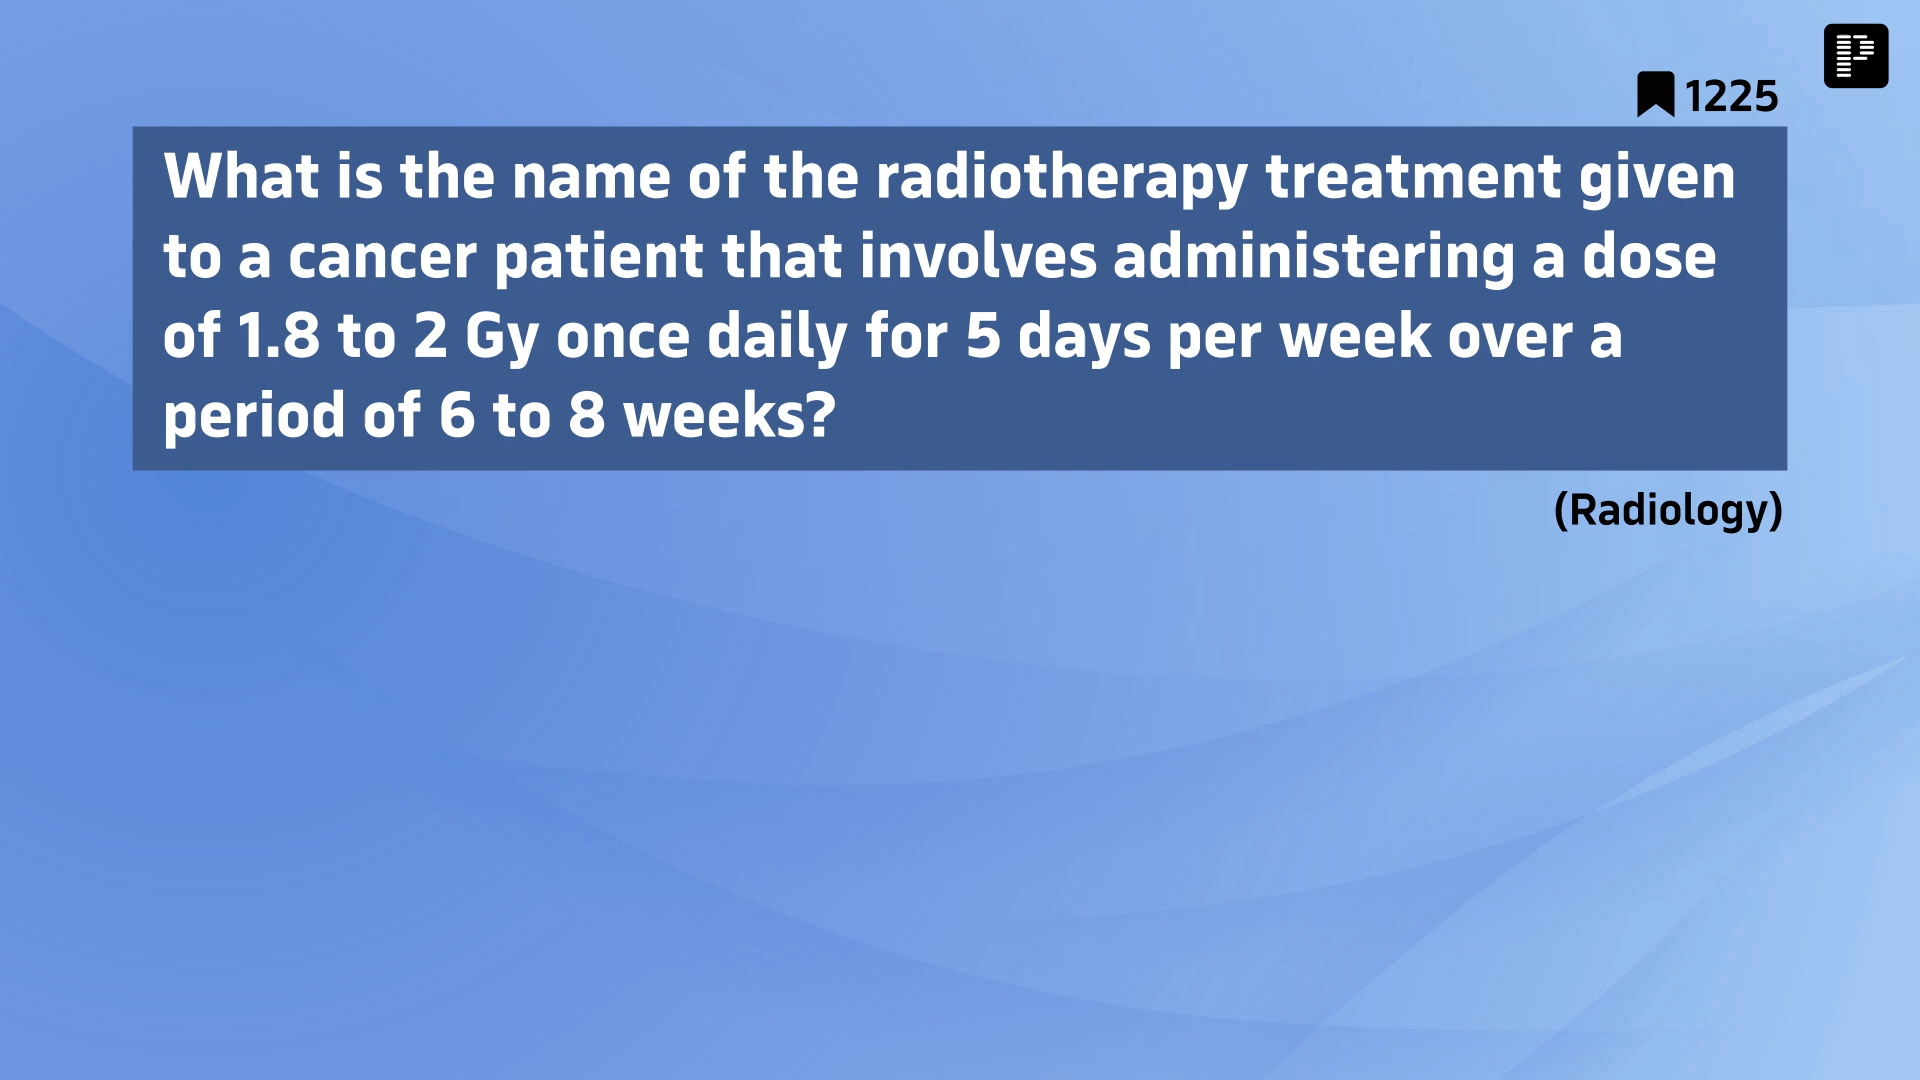 1225
What is the name of the radiotherapy treatment given
to a cancer patient that involves administering a dose
of 1.8 to 2 Gy once daily for 5 days per week over a
period of 6 to 8 weeks?
(Radiology)